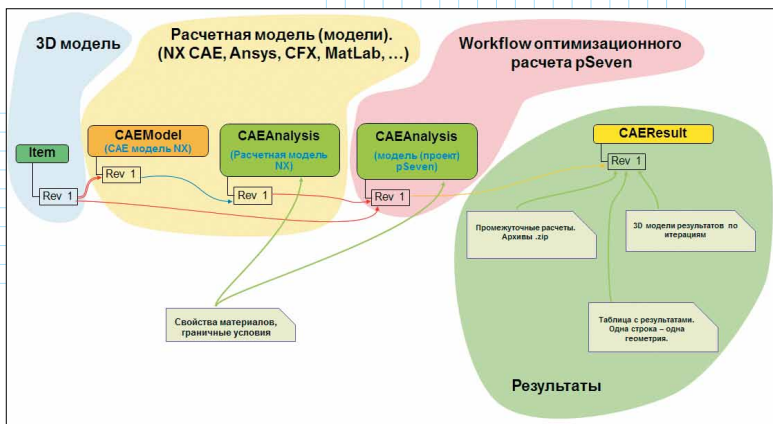 3D модель
Расчетная модель (модели).
(NX CAE, Ansys, CFX, MatLab, …)
Workflow оптимизационного
расчета pSeven
Item
Rev 1
CAEModel
(CAE модель NX)
Rev 1
CAEAnalysis
(Расчетная модель
NX)
Rev 1
CAEAnalysis
(модель (проект)
pSeven)
Rev 1
CAEResult
Rev 1
Промежуточные расчеты.
Архивы .zip
3D модели результатов по
итерациям
Свойства материалов,
граничные условия
Таблица с результатами.
Одна строка – одна
геометрия.
Результаты